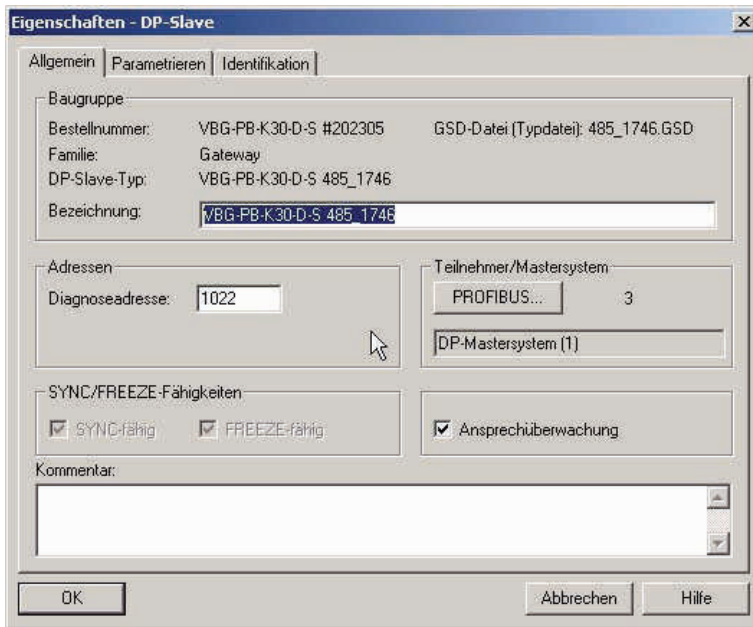 Eigenschaften - DP-Slave
Allgemein Parametrieren Identifikation
Baugruppe
Bestellnummer: VBG-PB-K30-D-S #202305 GSD-Datei (Typdatei): 485_1746.GSD
Familie: Gateway
DP-Slave-Typ: VBG-PB-K30-D-S 485_1746
Bezeichnung: VBG-PB-K30-D-S 485_1746
Adressen
Diagnoseadresse: 1022
Teilnehmer/Mastersystem
PROFIBUS... 3
DP-Mastersystem (1)
SYNC/FREEZE-Fähigkeiten
SYNC-fähig FREEZE-fähig
Ansprechüberwachung
Kommentar:
OK Abbrechen Hilfe